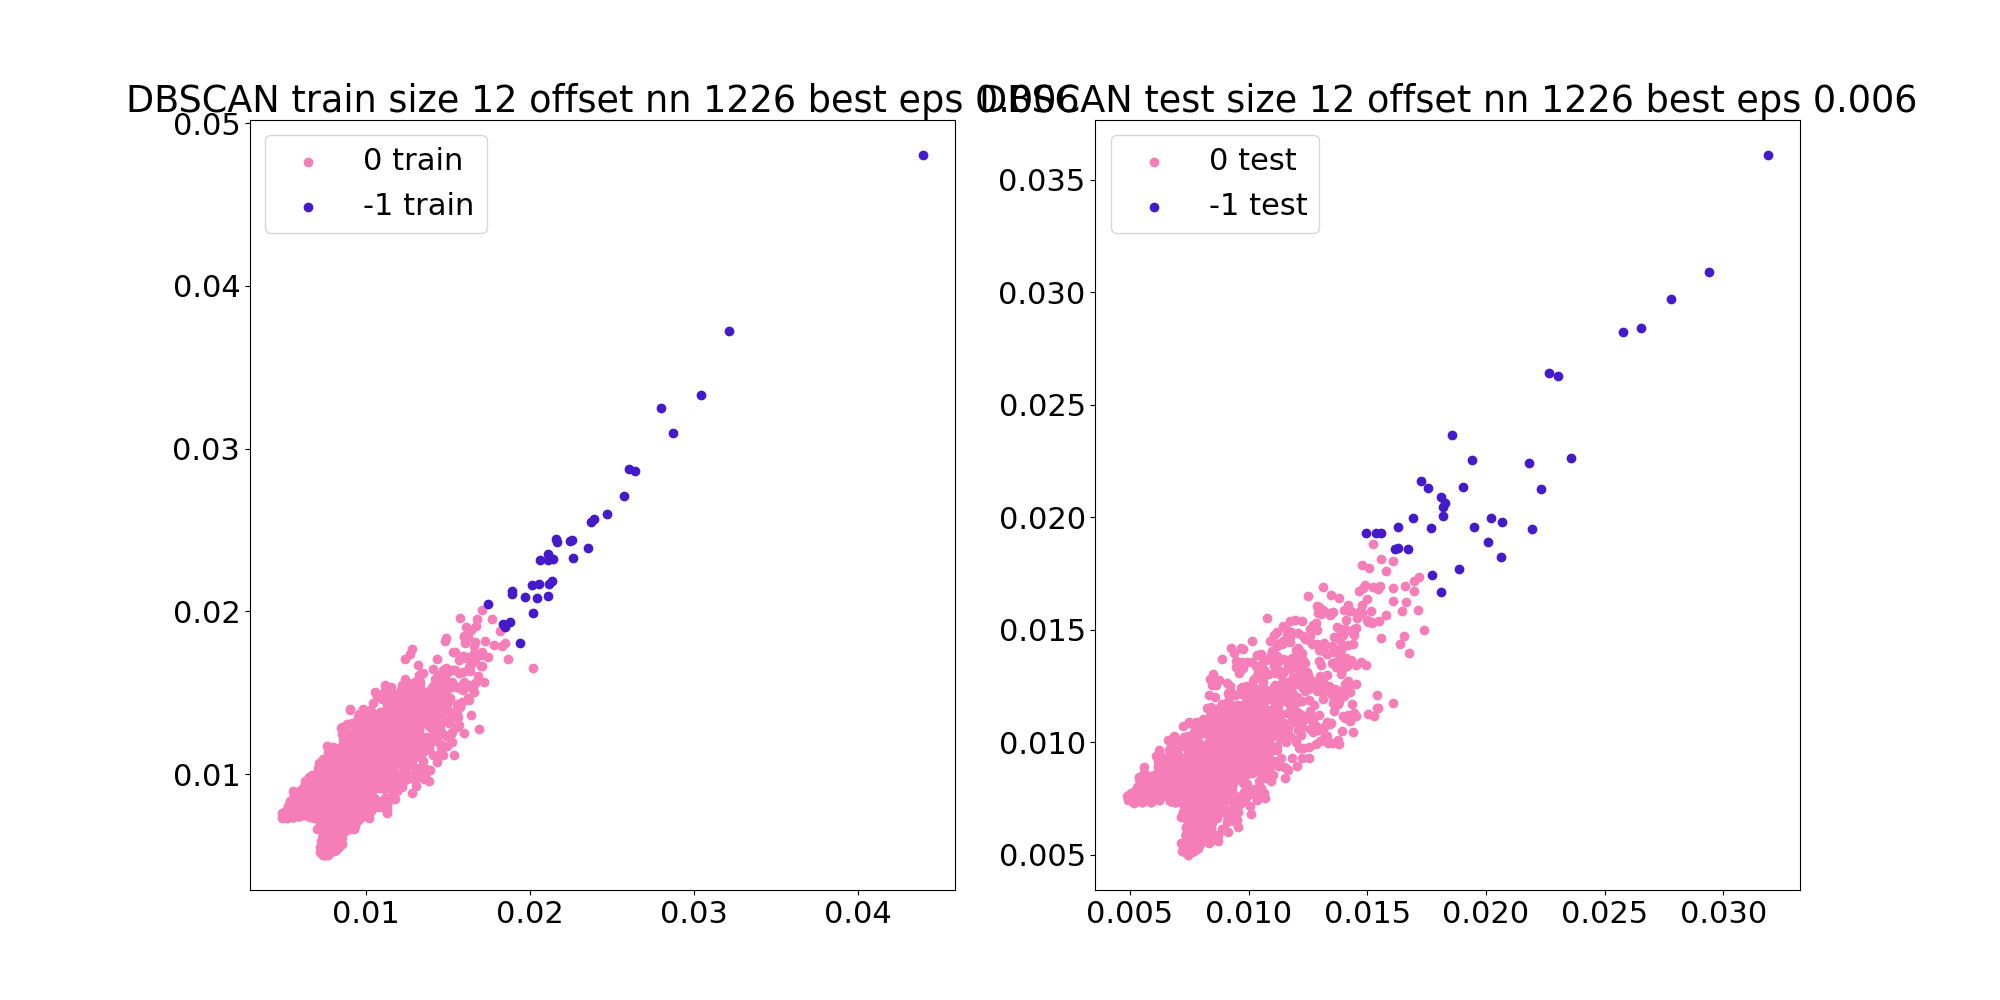 DBSCAN train size 12 offset nn 1226 best eps 0.006
0 train
-1 train
0.05
0.04
0.03
0.02
0.01
0.01 0.02 0.03 0.04
DBSCAN test size 12 offset nn 1226 best eps 0.006
0 test
-1 test
0.035
0.030
0.025
0.020
0.015
0.010
0.005
0.005 0.010 0.015 0.020 0.025 0.030